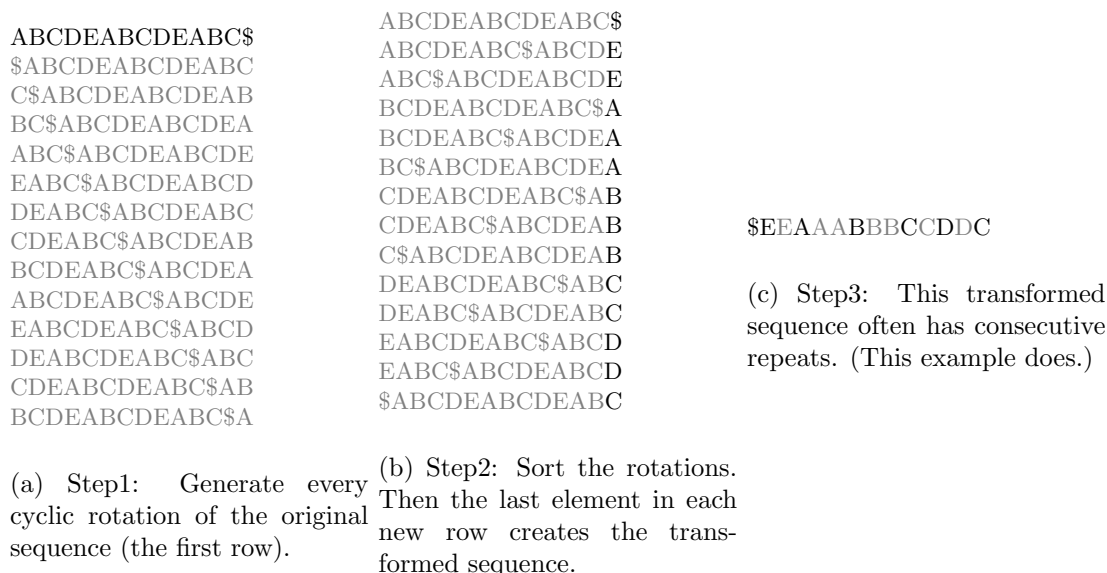 ABCDEABCDEABC$
$ABCDEABCDEABC
C$ABCDEABCDEAB
BC$ABCDEABCDEA
ABC$ABCDEABCDE
EABC$ABCDEABCD
DEABC$ABCDEABC
CDEABC$ABCDEAB
BCDEABC$ABCDEA
ABCDEABC$ABCDE
EABCDEABC$ABCD
DEABCDEABC$ABC
CDEABCDEABC$AB
BCDEABCDEABC$A
(a) Step1: Generate every
cyclic rotation of the original
sequence (the first row).
ABCDEABCDEABC$
ABCDEABC$ABCDE
ABC$ABCDEABCDE
BCDEABCDEABC$A
BCDEABC$ABCDEA
BC$ABCDEABCDEA
CDEABCDEABC$AB
CDEABC$ABCDEAB
C$ABCDEABCDEAB
DEABCDEABC$ABC
DEABC$ABCDEABC
EABCDEABC$ABCD
EABC$ABCDEABCD
$ABCDEABCDEABC
(b) Step2: Sort the rotations.
Then the last element in each
new row creates the trans-
formed sequence.
$EEAAABBBCCDDC
(c) Step3: This transformed
sequence often has consecutive
repeats. (This example does.)